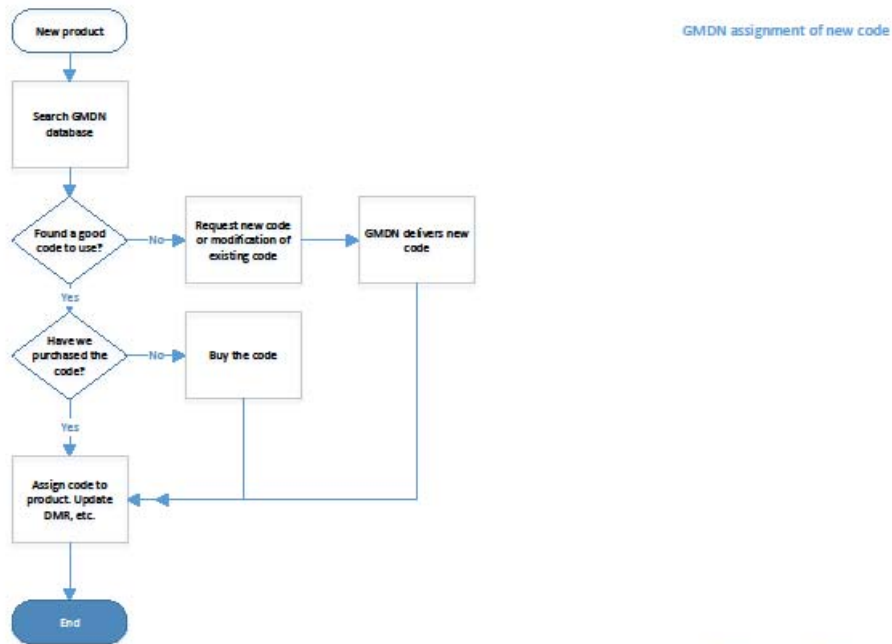 New product
GMDN assignment of new code
Search GMDN
database
Found a good
code to use?
No
Request new code
or modification of
existing code
GMDN delivers new
code
Yes
Have we
purchased the
code?
No
Buy the code
Yes
Assign code to
product. Update
DMR, etc.
End